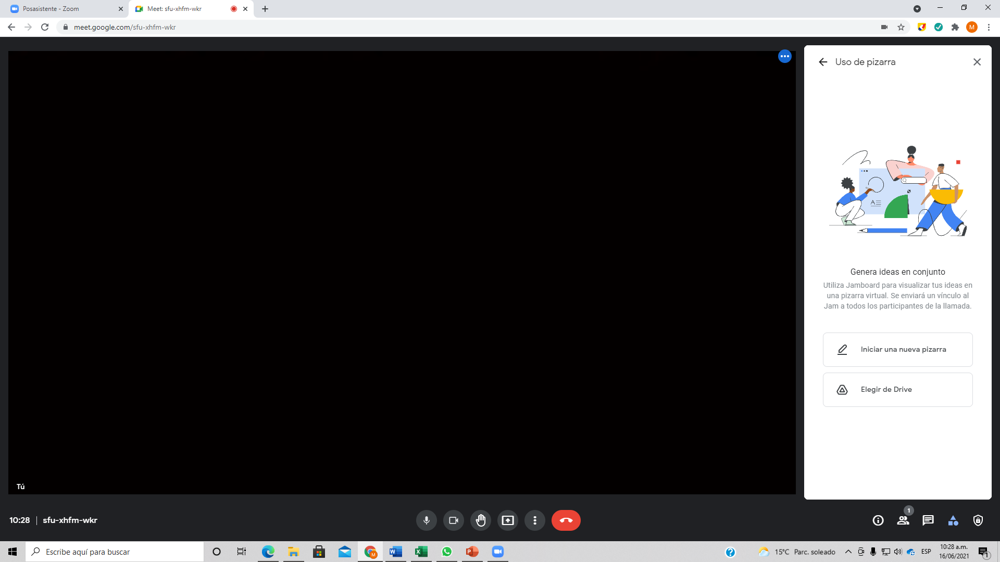 Posasistente - Zoom
Meet: sfu-xhfm-wkr
meet.google.com/sfu-xhfm-wkr
M
Uso de pizarra
A
Genera ideas en conjunto
Utiliza Jamboard para visualizar tus ideas en
una pizarra virtual. Se enviará un vínculo al
Jam a todos los participantes de la llamada.
Iniciar una nueva pizarra
Elegir de Drive
Tú
10:28 | sfu-xhfm-wkr
1
Escribe aquí para buscar
M
W
X
P
?
15°C Parc. soleado
ESP
10:28 a.m.
16/06/2021
1